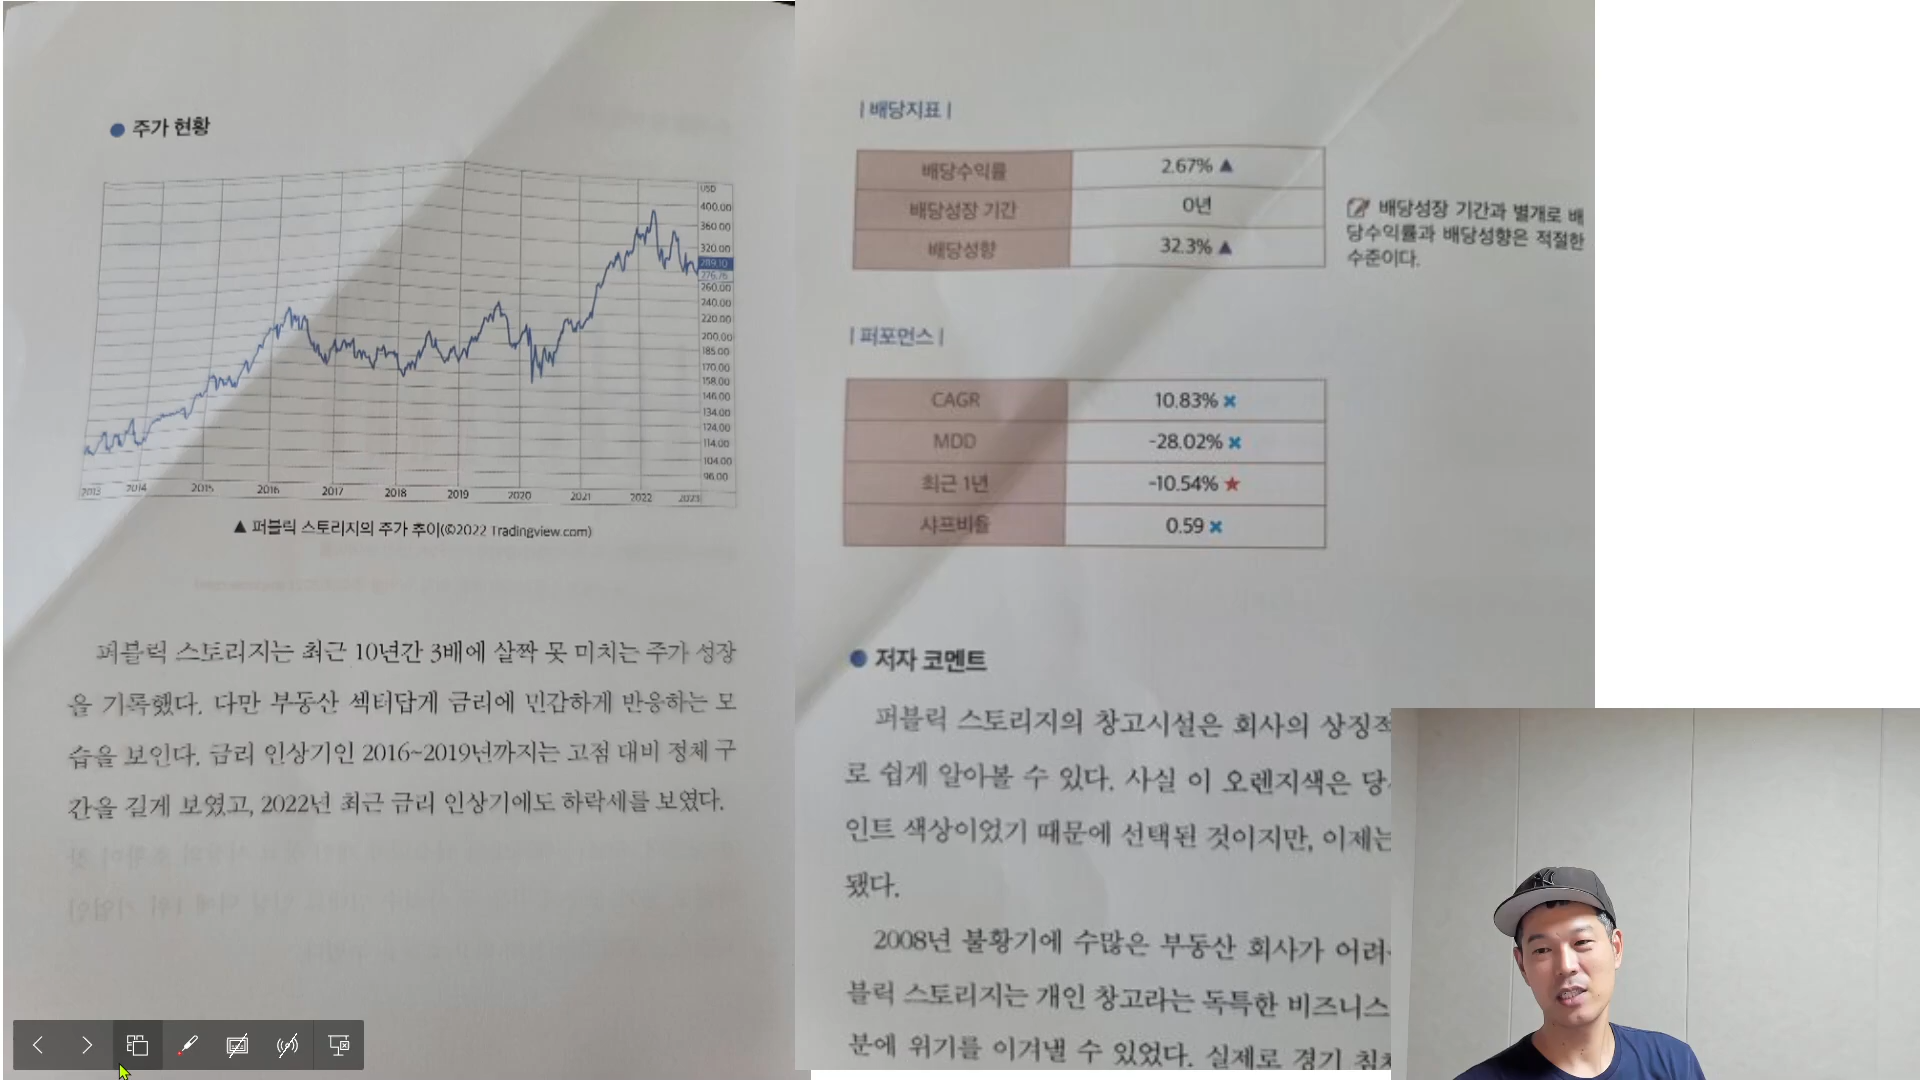 ● 주가 현황
USD
400.00
360.00
320.00
289.10
276.76
260.00
240.00
220.00
200.00
185.00
170.00
158.00
146.00
134.00
124.00
114.00
104.00
96.00
2013 2014 2015 2016 2017 2018 2019 2020 2021 2022 2023
▲ 퍼블릭 스토리지의 주가 추이(©2022 Tradingview.com)
퍼블릭 스토리지는 최근 10년간 3배에 살짝 못 미치는 주가 성장
을 기록했다. 다만 부동산 섹터답게 금리에 민감하게 반응하는 모
습을 보인다. 금리 인상기인 2016~2019년까지는 고점 대비 정체 구
간을 길게 보였고, 2022년 최근 금리 인상기에도 하락세를 보였다.
| 배당지표 |
배당수익률 2.67% ▲
배당성장 기간 0년
배당성향 32.3% ▲
배당성장 기간과 별개로 배
당수익률과 배당성향은 적절한
수준이다.
| 퍼포먼스 |
CAGR 10.83% ✖
MDD -28.02% ✖
최근 1년 -10.54% ★
샤프비율 0.59 ✖
● 저자 코멘트
퍼블릭 스토리지의 창고시설은 회사의 상징적
로 쉽게 알아볼 수 있다. 사실 이 오렌지색은 당
인트 색상이었기 때문에 선택된 것이지만, 이제는
됐다.
2008년 불황기에 수많은 부동산 회사가 어려
블릭 스토리지는 개인 창고라는 독특한 비즈니스
분에 위기를 이겨낼 수 있었다. 실제로 경기 침